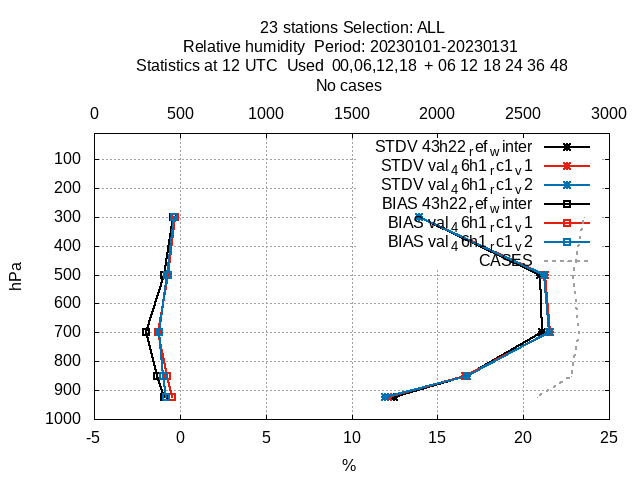 23 stations Selection: ALL
Relative humidity  Period: 20230101-20230131
Statistics at 12 UTC  Used  00,06,12,18  + 06 12 18 24 36 48
No cases
0 500 1000 1500 2000 2500 3000
STDV 43h22_ref_winter
STDV val_46h1_rc1_v1
STDV val_46h1_rc1_v2
BIAS 43h22_ref_winter
BIAS val_46h1_rc1_v1
BIAS val_46h1_rc1_v2
CASES
hPa
100
200
300
400
500
600
700
800
900
1000
-5 0 5 10 15 20 25
%